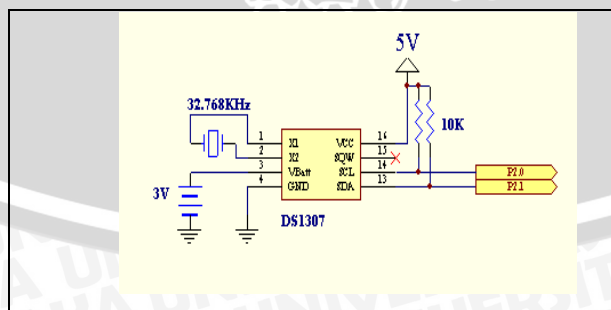 5V
32.768KHz
10K
1 X1 VCC 16
2 X2 SQW 15
3 VBatt SCL 14
4 GND SDA 13
P2.0
P2.1
3V
DS1307